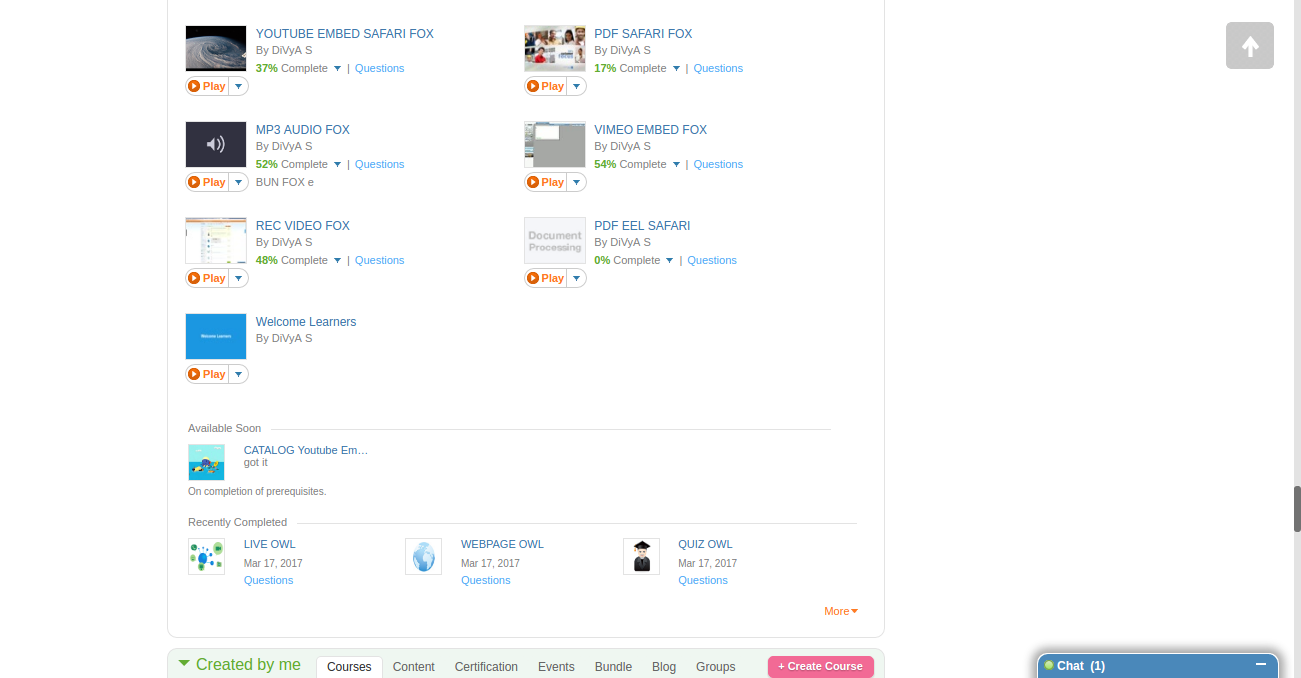 YOUTUBE EMBED SAFARI FOX
By DiVyA S
37% Complete | Questions
Play
PDF SAFARI FOX
By DiVyA S
17% Complete | Questions
Play
MP3 AUDIO FOX
By DiVyA S
52% Complete | Questions
BUN FOX e
Play
VIMEO EMBED FOX
By DiVyA S
54% Complete | Questions
Play
REC VIDEO FOX
By DiVyA S
48% Complete | Questions
Play
Document
Processing
PDF EEL SAFARI
By DiVyA S
0% Complete | Questions
Play
Welcome Learners
Welcome Learners
By DiVyA S
Play
Available Soon
CATALOG Youtube Em…
got it
On completion of prerequisites.
Recently Completed
LIVE OWL
Mar 17, 2017
Questions
WEBPAGE OWL
Mar 17, 2017
Questions
QUIZ OWL
Mar 17, 2017
Questions
More
Created by me Courses Content Certification Events Bundle Blog Groups + Create Course
Chat (1)